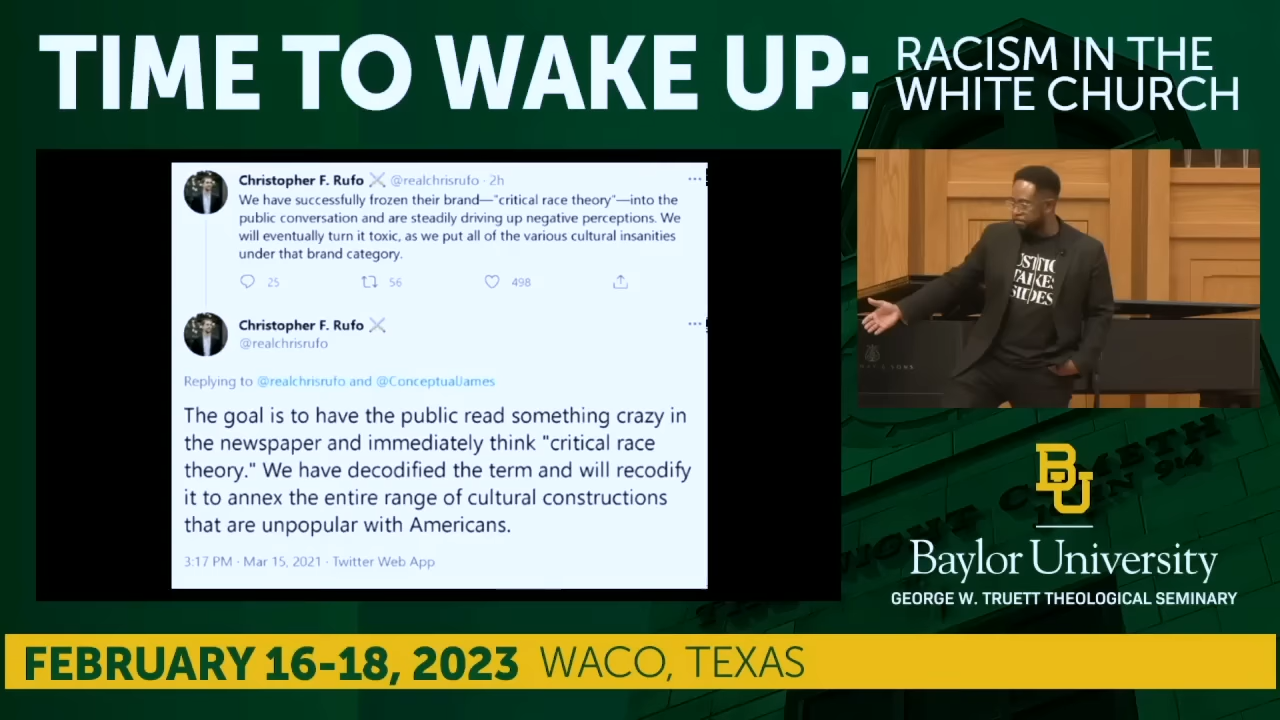 TIME TO WAKE UP: RACISM IN THE
WHITE CHURCH
Christopher F. Rufo @realchrisrufo · 2h
We have successfully frozen their brand—"critical race theory"—into the
public conversation and are steadily driving up negative perceptions. We
will eventually turn it toxic, as we put all of the various cultural insanities
under that brand category.
25 56 498
Christopher F. Rufo
@realchrisrufo
Replying to @realchrisrufo and @ConceptualJames
The goal is to have the public read something crazy in
the newspaper and immediately think "critical race
theory." We have decodified the term and will recodify
it to annex the entire range of cultural constructions
that are unpopular with Americans.
3:17 PM · Mar 15, 2021 · Twitter Web App
SIDES
& SONS
BU
Baylor University
GEORGE W. TRUETT THEOLOGICAL SEMINARY
FEBRUARY 16-18, 2023 WACO, TEXAS